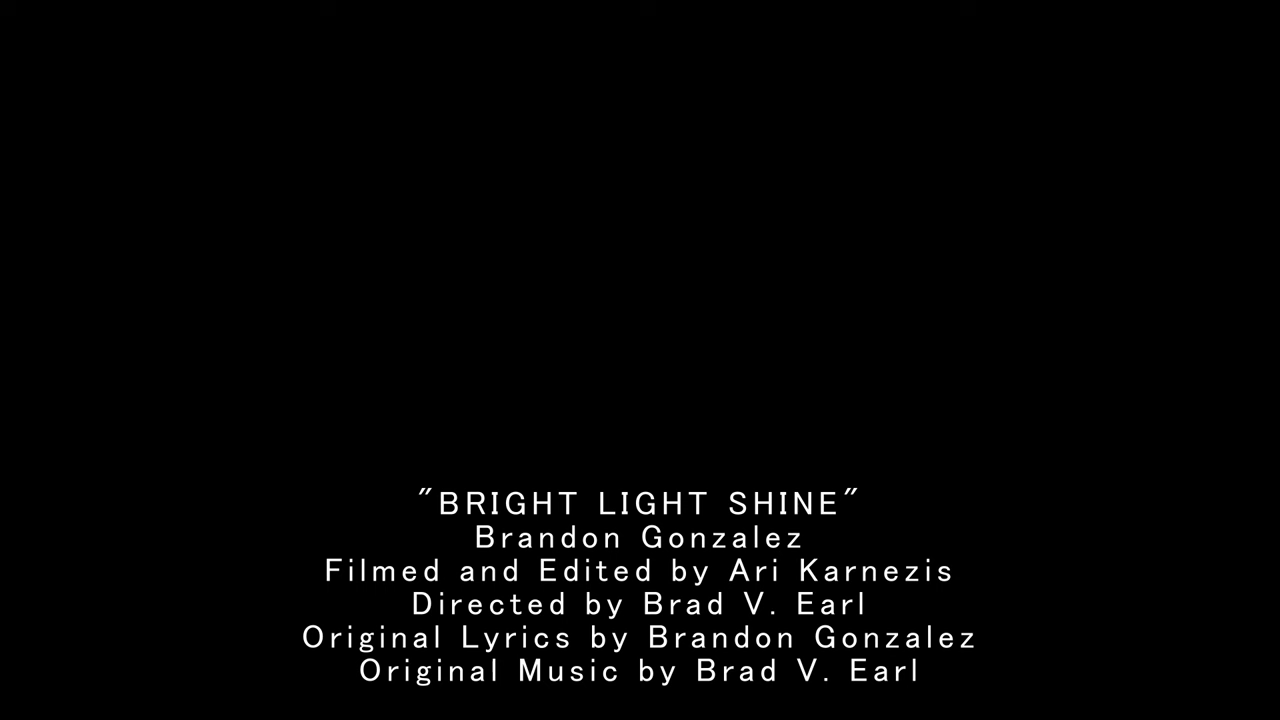 "BRIGHT LIGHT SHINE"
Brandon Gonzalez
Filmed and Edited by Ari Karnezis
Directed by Brad V. Earl
Original Lyrics by Brandon Gonzalez
Original Music by Brad V. Earl